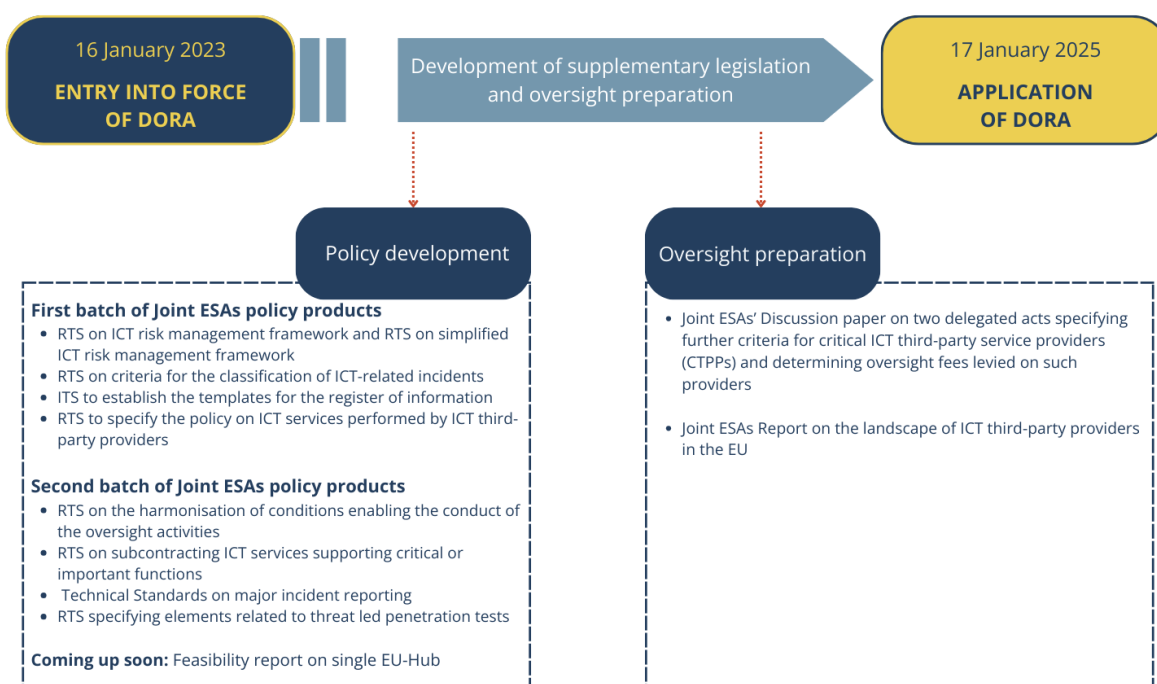 16 January 2023
ENTRY INTO FORCE
OF DORA
Development of supplementary legislation
and oversight preparation
17 January 2025
APPLICATION
OF DORA
Policy development
First batch of Joint ESAs policy products
• RTS on ICT risk management framework and RTS on simplified
ICT risk management framework
• RTS on criteria for the classification of ICT-related incidents
• ITS to establish the templates for the register of information
• RTS to specify the policy on ICT services performed by ICT third-
party providers
Second batch of Joint ESAs policy products
• RTS on the harmonisation of conditions enabling the conduct of
the oversight activities
• RTS on subcontracting ICT services supporting critical or
important functions
• Technical Standards on major incident reporting
• RTS specifying elements related to threat led penetration tests
Coming up soon: Feasibility report on single EU-Hub
Oversight preparation
• Joint ESAs’ Discussion paper on two delegated acts specifying
further criteria for critical ICT third-party service providers
(CTPPs) and determining oversight fees levied on such
providers
• Joint ESAs Report on the landscape of ICT third-party providers
in the EU